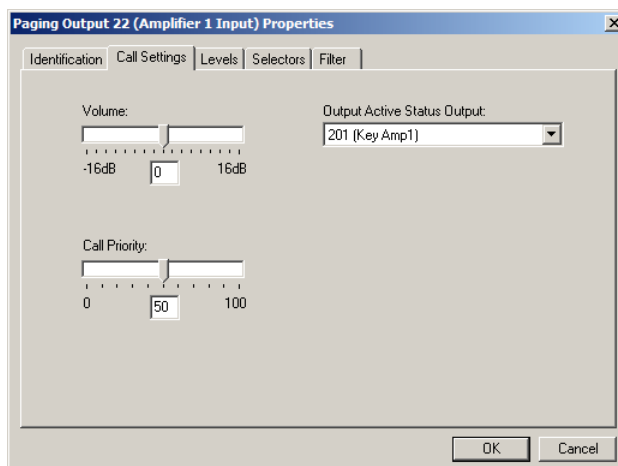 Paging Output 22 (Amplifier 1 Input) Properties
Identification Call Settings Levels Selectors Filter
Volume:
-16dB 0 16dB
Output Active Status Output:
201 (Key Amp1)
Call Priority:
0 50 100
OK Cancel